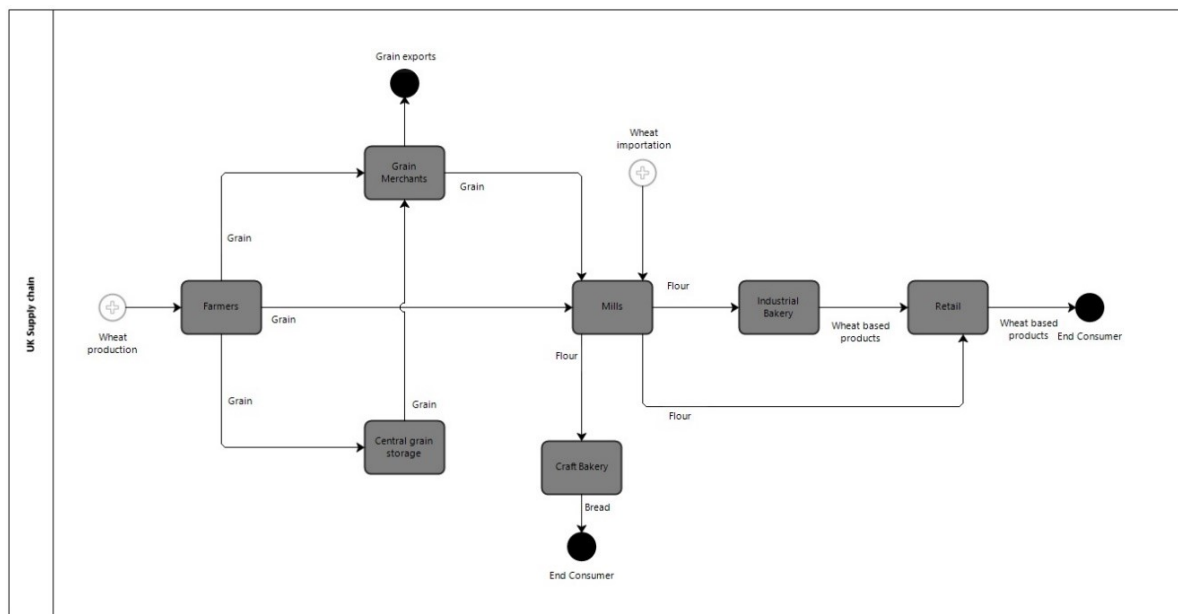 UK Supply chain
Grain exports
Grain
Merchants
Grain
Wheat
importation
Grain
Wheat
production
Farmers
Grain
Grain
Grain
Central grain
storage
Mills
Flour
Industrial
Bakery
Wheat based
products
Retail
Wheat based
products
End Consumer
Flour
Flour
Craft Bakery
Bread
End Consumer